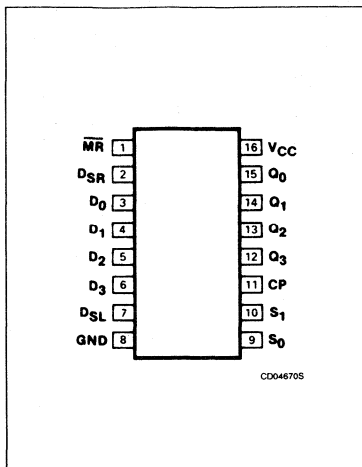 M̅R̅ 1 16 VCC
DSR 2 15 Q0
D0 3 14 Q1
D1 4 13 Q2
D2 5 12 Q3
D3 6 11 CP
DSL 7 10 S1
GND 8 9 S0
CD04670S